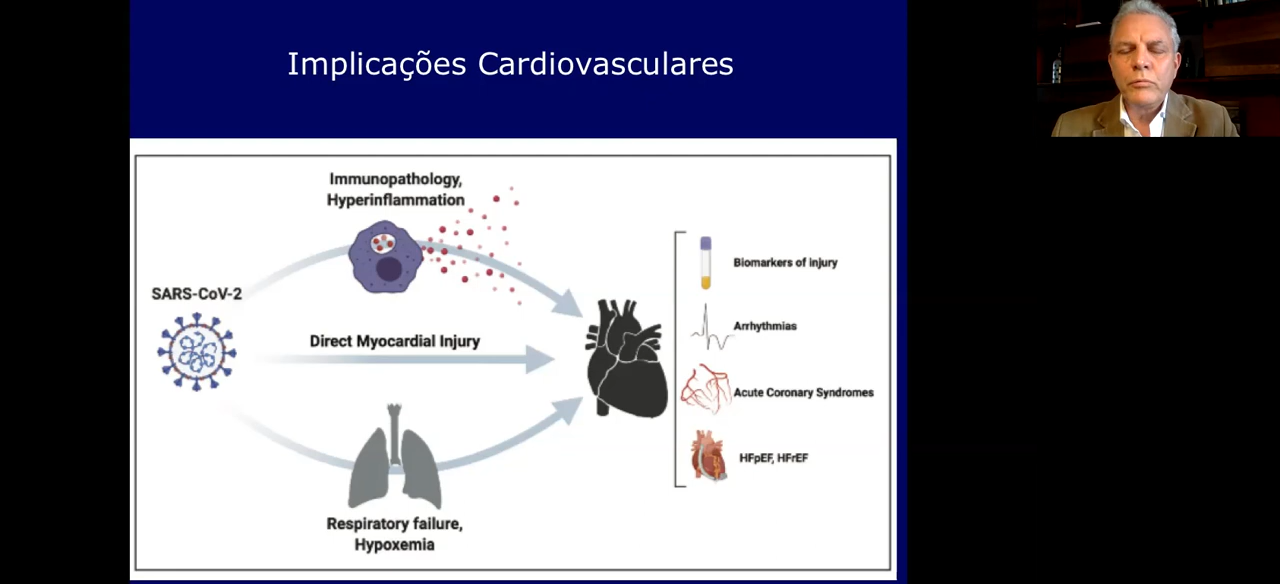 Implicações Cardiovasculares
Immunopathology,
Hyperinflammation
SARS-CoV-2
Direct Myocardial Injury
Respiratory failure,
Hypoxemia
Biomarkers of injury
Arrhythmias
Acute Coronary Syndromes
HFpEF, HFrEF